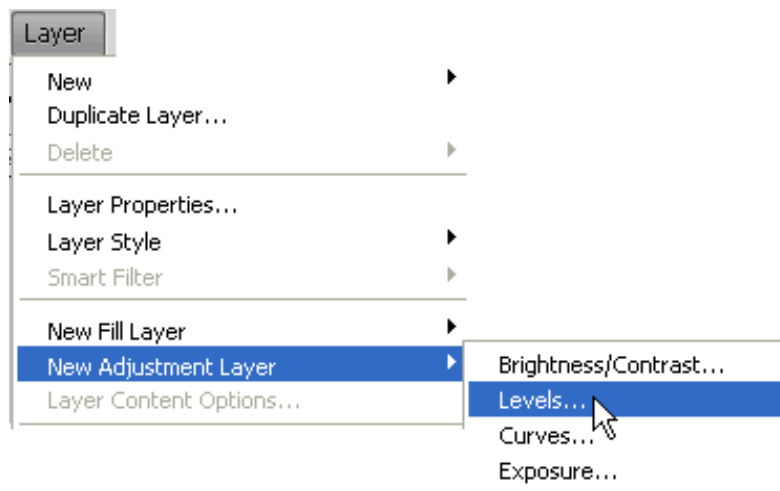 Layer
New
Duplicate Layer...
Delete
Layer Properties...
Layer Style
Smart Filter
New Fill Layer
New Adjustment Layer
Layer Content Options...
Brightness/Contrast...
Levels...
Curves...
Exposure...